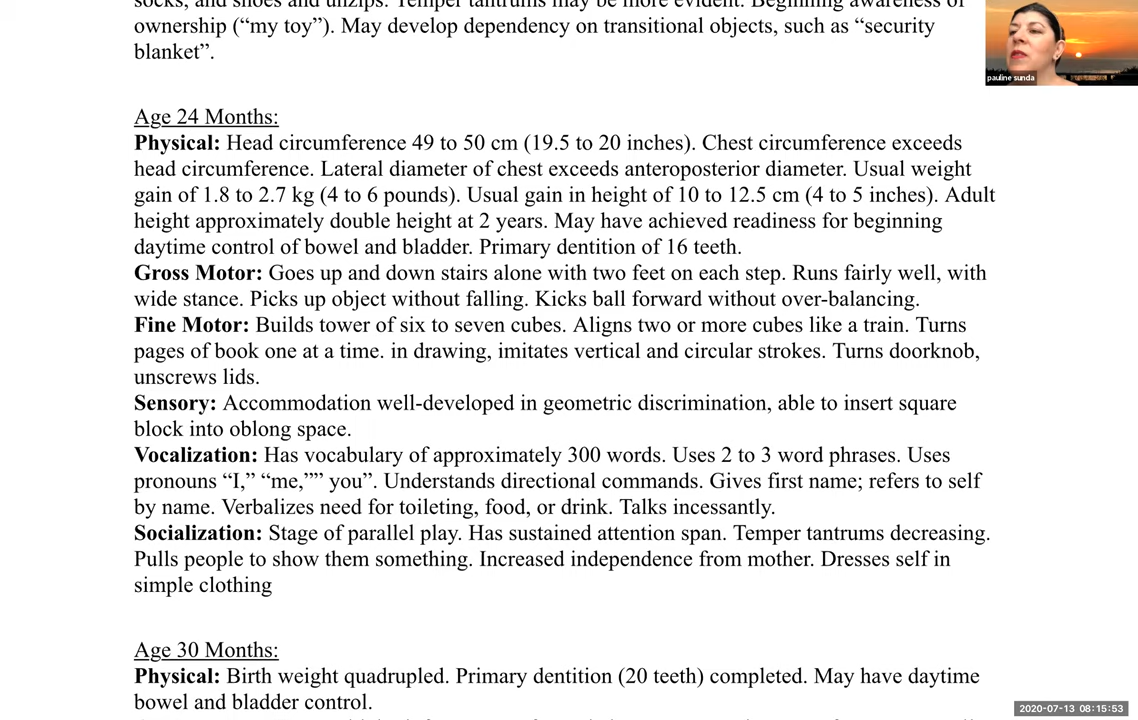 socks, and shoes and unzips. Temper tantrums may be more evident. Beginning awareness of
ownership (“my toy”). May develop dependency on transitional objects, such as “security
blanket”.
pauline sunda
Age 24 Months:
Physical: Head circumference 49 to 50 cm (19.5 to 20 inches). Chest circumference exceeds
head circumference. Lateral diameter of chest exceeds anteroposterior diameter. Usual weight
gain of 1.8 to 2.7 kg (4 to 6 pounds). Usual gain in height of 10 to 12.5 cm (4 to 5 inches). Adult
height approximately double height at 2 years. May have achieved readiness for beginning
daytime control of bowel and bladder. Primary dentition of 16 teeth.
Gross Motor: Goes up and down stairs alone with two feet on each step. Runs fairly well, with
wide stance. Picks up object without falling. Kicks ball forward without over-balancing.
Fine Motor: Builds tower of six to seven cubes. Aligns two or more cubes like a train. Turns
pages of book one at a time. in drawing, imitates vertical and circular strokes. Turns doorknob,
unscrews lids.
Sensory: Accommodation well-developed in geometric discrimination, able to insert square
block into oblong space.
Vocalization: Has vocabulary of approximately 300 words. Uses 2 to 3 word phrases. Uses
pronouns “I,” “me,”” you”. Understands directional commands. Gives first name; refers to self
by name. Verbalizes need for toileting, food, or drink. Talks incessantly.
Socialization: Stage of parallel play. Has sustained attention span. Temper tantrums decreasing.
Pulls people to show them something. Increased independence from mother. Dresses self in
simple clothing
Age 30 Months:
Physical: Birth weight quadrupled. Primary dentition (20 teeth) completed. May have daytime
bowel and bladder control.
2020-07-13 08:15:53